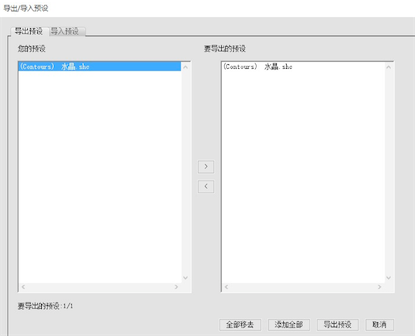 导出/导入预设
导出预设 导入预设
您的预设
要导出的预设
(Contours) 水晶.shc
(Contours) 水晶.shc
>
<
要导出的预设:1/1
全部移去 添加全部 导出预设 取消